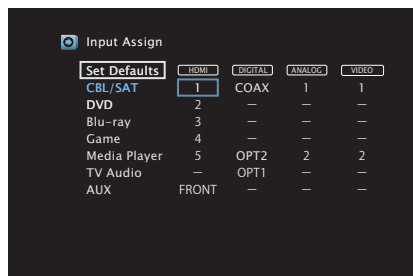 Input Assign
Set Defaults HDMI DIGITAL ANALOG VIDEO
CBL/SAT 1 COAX 1 1
DVD 2 – – –
Blu-ray 3 – – –
Game 4 – – –
Media Player 5 OPT2 2 2
TV Audio – OPT1 – –
AUX FRONT – – –